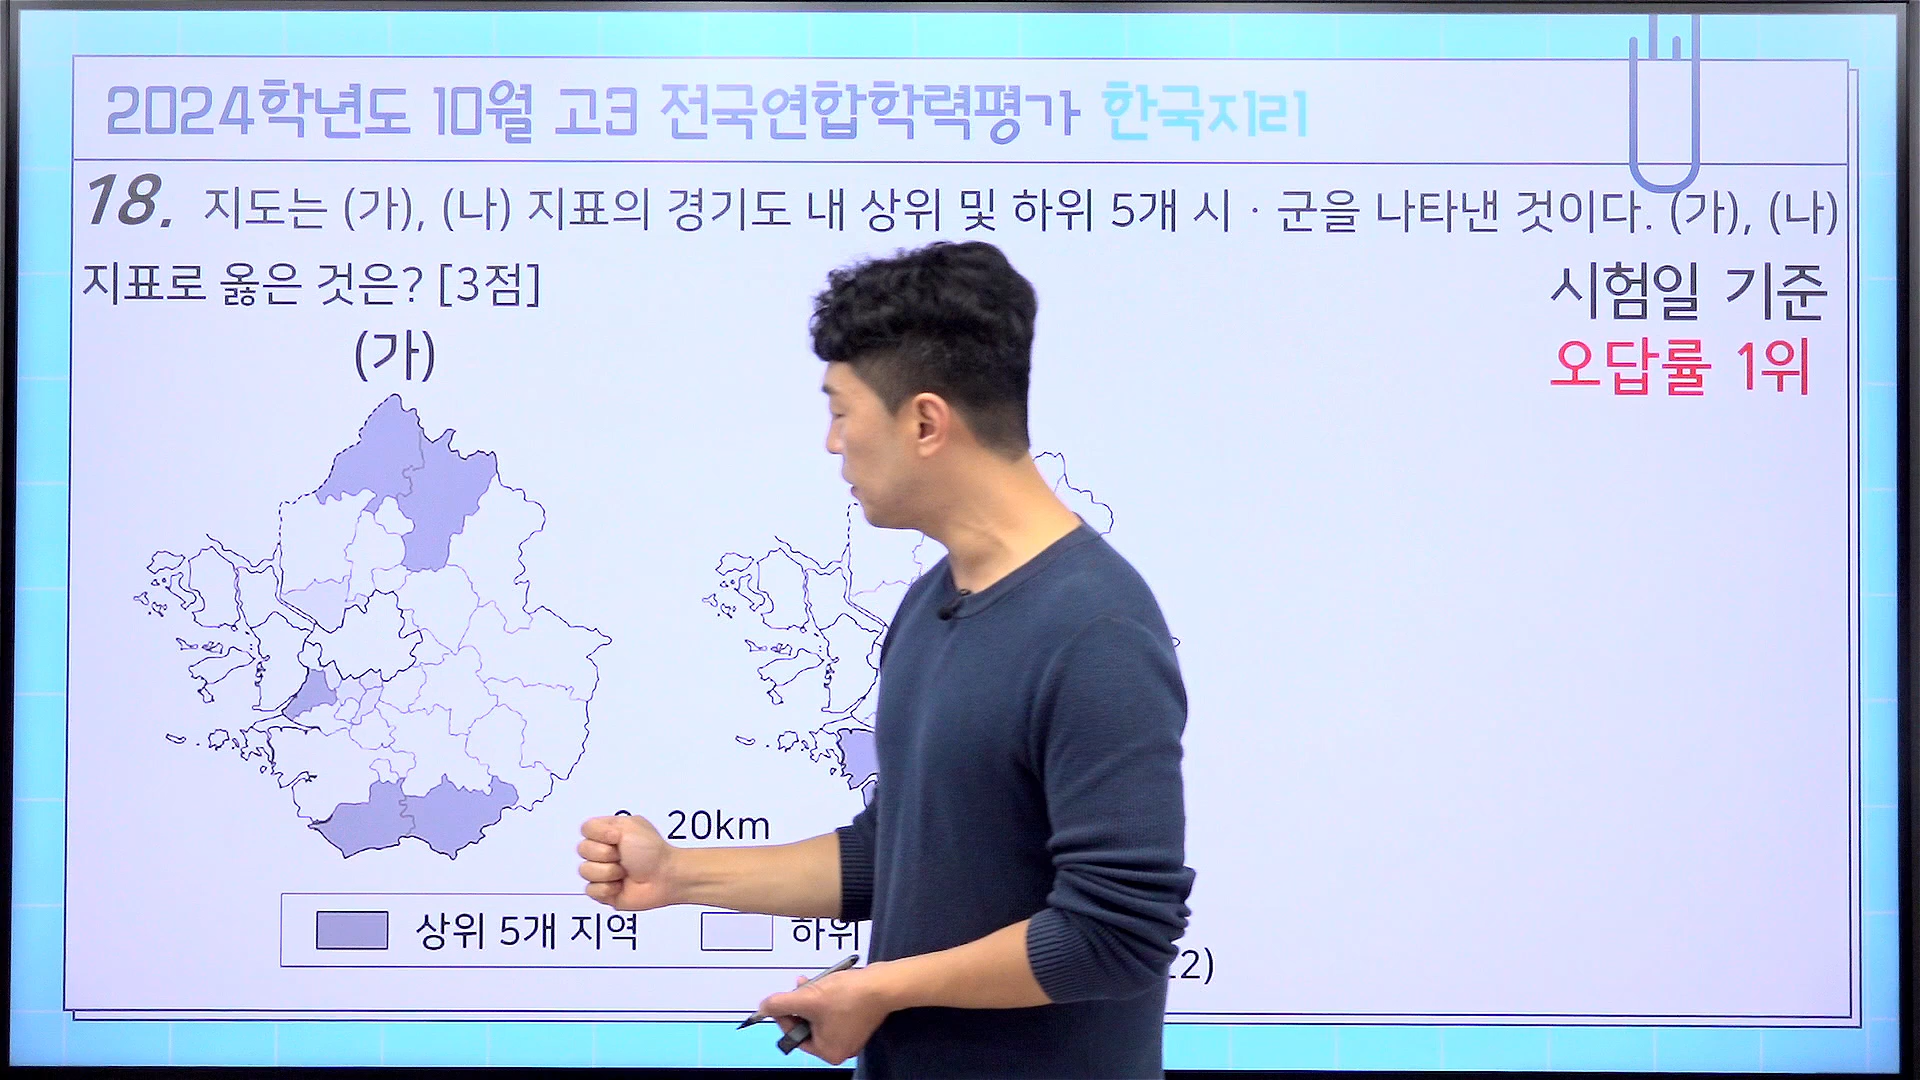 2024학년도 10월 고3 전국연합학력평가 한국지리
18. 지도는 (가), (나) 지표의 경기도 내 상위 및 하위 5개 시·군을 나타낸 것이다. (가), (나)
지표로 옳은 것은? [3점]
시험일 기준
오답률 1위
(가)
20km
상위 5개 지역
하위
2)